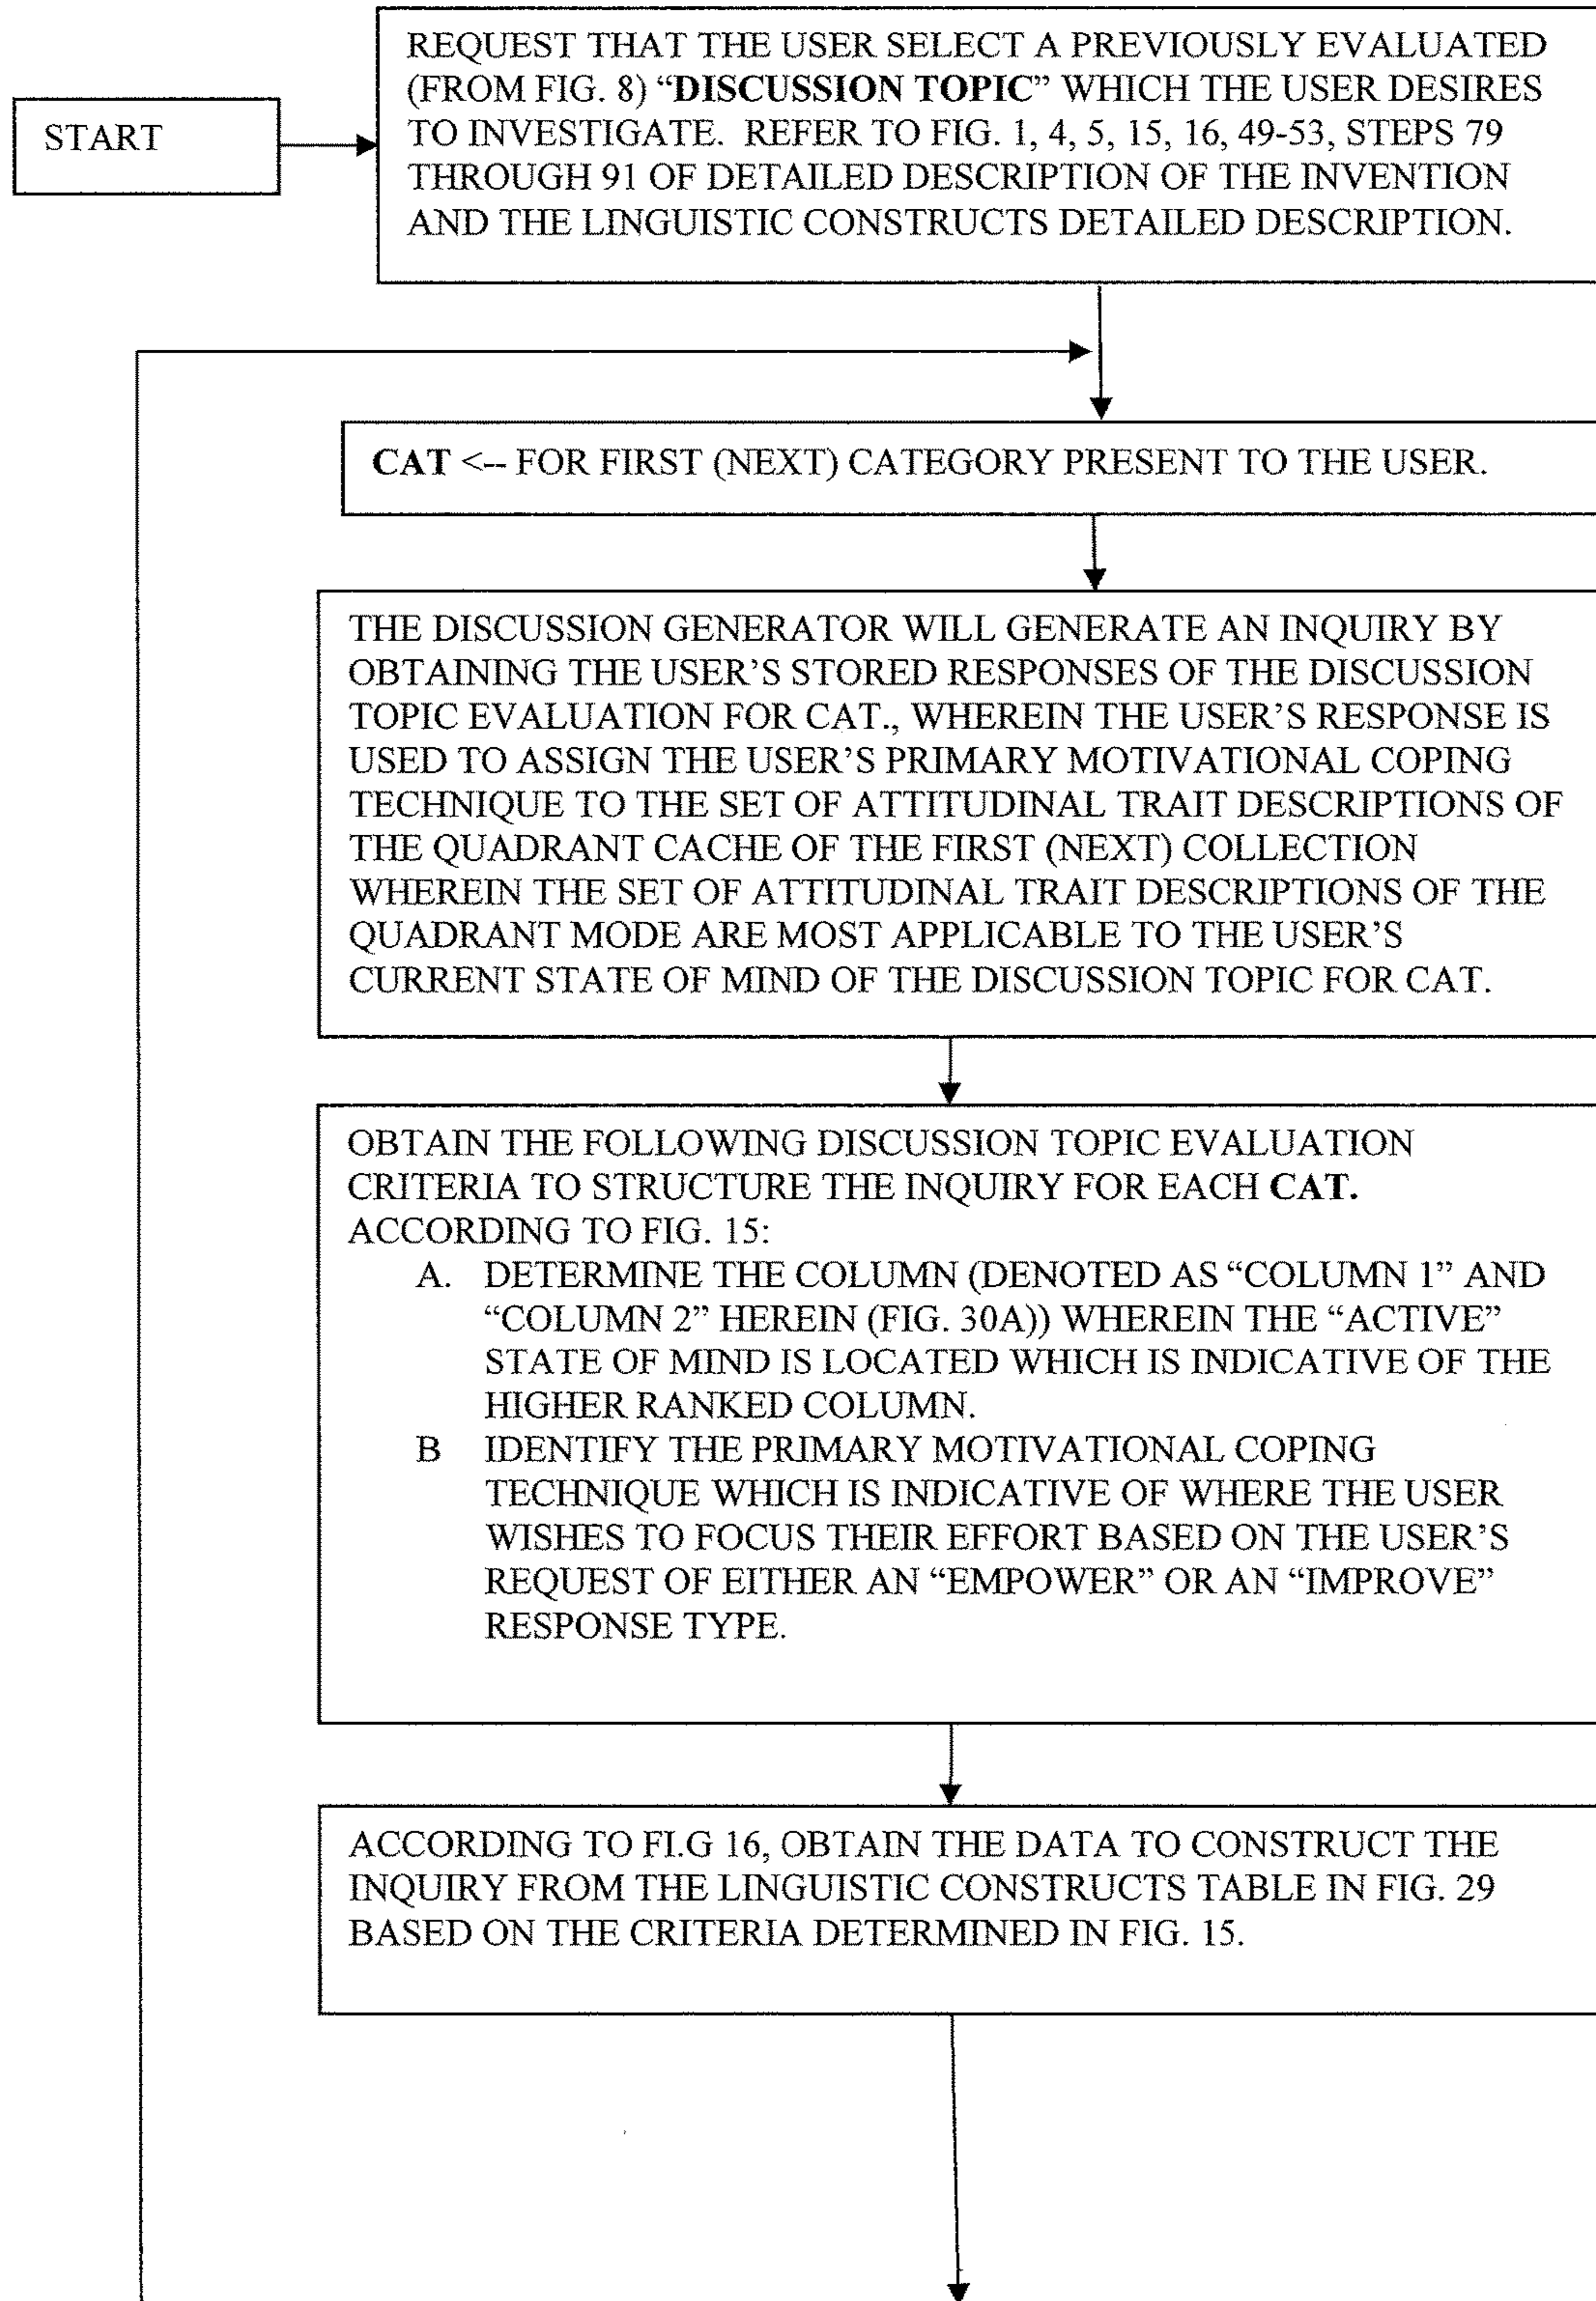 START
REQUEST THAT THE USER SELECT A PREVIOUSLY EVALUATED
(FROM FIG. 8) “DISCUSSION TOPIC” WHICH THE USER DESIRES
TO INVESTIGATE. REFER TO FIG. 1, 4, 5, 15, 16, 49-53, STEPS 79
THROUGH 91 OF DETAILED DESCRIPTION OF THE INVENTION
AND THE LINGUISTIC CONSTRUCTS DETAILED DESCRIPTION.
CAT <-- FOR FIRST (NEXT) CATEGORY PRESENT TO THE USER.
THE DISCUSSION GENERATOR WILL GENERATE AN INQUIRY BY
OBTAINING THE USER’S STORED RESPONSES OF THE DISCUSSION
TOPIC EVALUATION FOR CAT., WHEREIN THE USER’S RESPONSE IS
USED TO ASSIGN THE USER’S PRIMARY MOTIVATIONAL COPING
TECHNIQUE TO THE SET OF ATTITUDINAL TRAIT DESCRIPTIONS OF
THE QUADRANT CACHE OF THE FIRST (NEXT) COLLECTION
WHEREIN THE SET OF ATTITUDINAL TRAIT DESCRIPTIONS OF THE
QUADRANT MODE ARE MOST APPLICABLE TO THE USER’S
CURRENT STATE OF MIND OF THE DISCUSSION TOPIC FOR CAT.
OBTAIN THE FOLLOWING DISCUSSION TOPIC EVALUATION
CRITERIA TO STRUCTURE THE INQUIRY FOR EACH CAT.
ACCORDING TO FIG. 15:
A. DETERMINE THE COLUMN (DENOTED AS “COLUMN 1” AND
“COLUMN 2” HEREIN (FIG. 30A)) WHEREIN THE “ACTIVE”
STATE OF MIND IS LOCATED WHICH IS INDICATIVE OF THE
HIGHER RANKED COLUMN.
B IDENTIFY THE PRIMARY MOTIVATIONAL COPING
TECHNIQUE WHICH IS INDICATIVE OF WHERE THE USER
WISHES TO FOCUS THEIR EFFORT BASED ON THE USER’S
REQUEST OF EITHER AN “EMPOWER” OR AN “IMPROVE”
RESPONSE TYPE.
ACCORDING TO FI.G 16, OBTAIN THE DATA TO CONSTRUCT THE
INQUIRY FROM THE LINGUISTIC CONSTRUCTS TABLE IN FIG. 29
BASED ON THE CRITERIA DETERMINED IN FIG. 15.